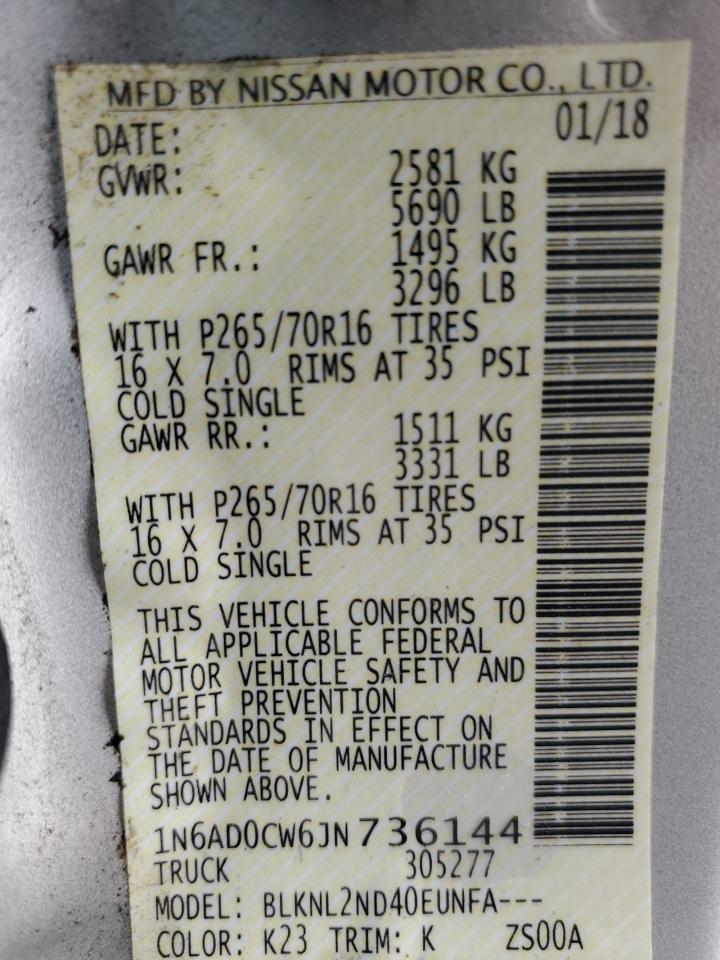 MFD BY NISSAN MOTOR CO., LTD.
DATE: 01/18
GVWR: 2581 KG
5690 LB
GAWR FR.: 1495 KG
3296 LB
WITH P265/70R16 TIRES
16 X 7.0 RIMS AT 35 PSI
COLD SINGLE
GAWR RR.: 1511 KG
3331 LB
WITH P265/70R16 TIRES
16 X 7.0 RIMS AT 35 PSI
COLD SINGLE
THIS VEHICLE CONFORMS TO
ALL APPLICABLE FEDERAL
MOTOR VEHICLE SAFETY AND
THEFT PREVENTION
STANDARDS IN EFFECT ON
THE DATE OF MANUFACTURE
SHOWN ABOVE.
1N6AD0CW6JN736144
TRUCK 305277
MODEL: BLKNL2ND40EUNFA---
COLOR: K23 TRIM: K ZS00A